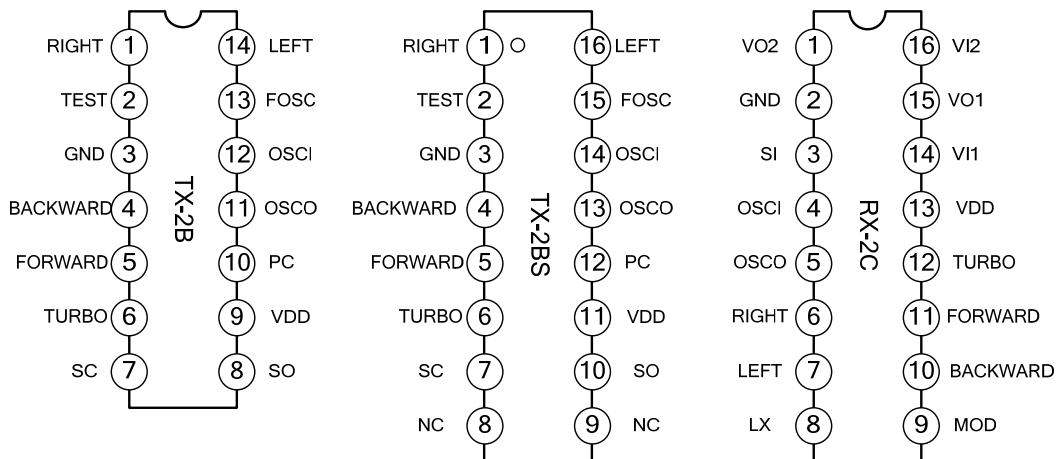 RIGHT 1 14 LEFT
TEST 2 13 FOSC
GND 3 12 OSCI
BACKWARD 4 11 OSCO
FORWARD 5 10 PC
TURBO 6 9 VDD
SC 7 8 SO
TX-2B
RIGHT 1 16 LEFT
TEST 2 15 FOSC
GND 3 14 OSCI
BACKWARD 4 13 OSCO
FORWARD 5 12 PC
TURBO 6 11 VDD
SC 7 10 SO
NC 8 9 NC
TX-2BS
VO2 1 16 VI2
GND 2 15 VO1
SI 3 14 VI1
OSCI 4 13 VDD
OSCO 5 12 TURBO
RIGHT 6 11 FORWARD
LEFT 7 10 BACKWARD
LX 8 9 MOD
RX-2C